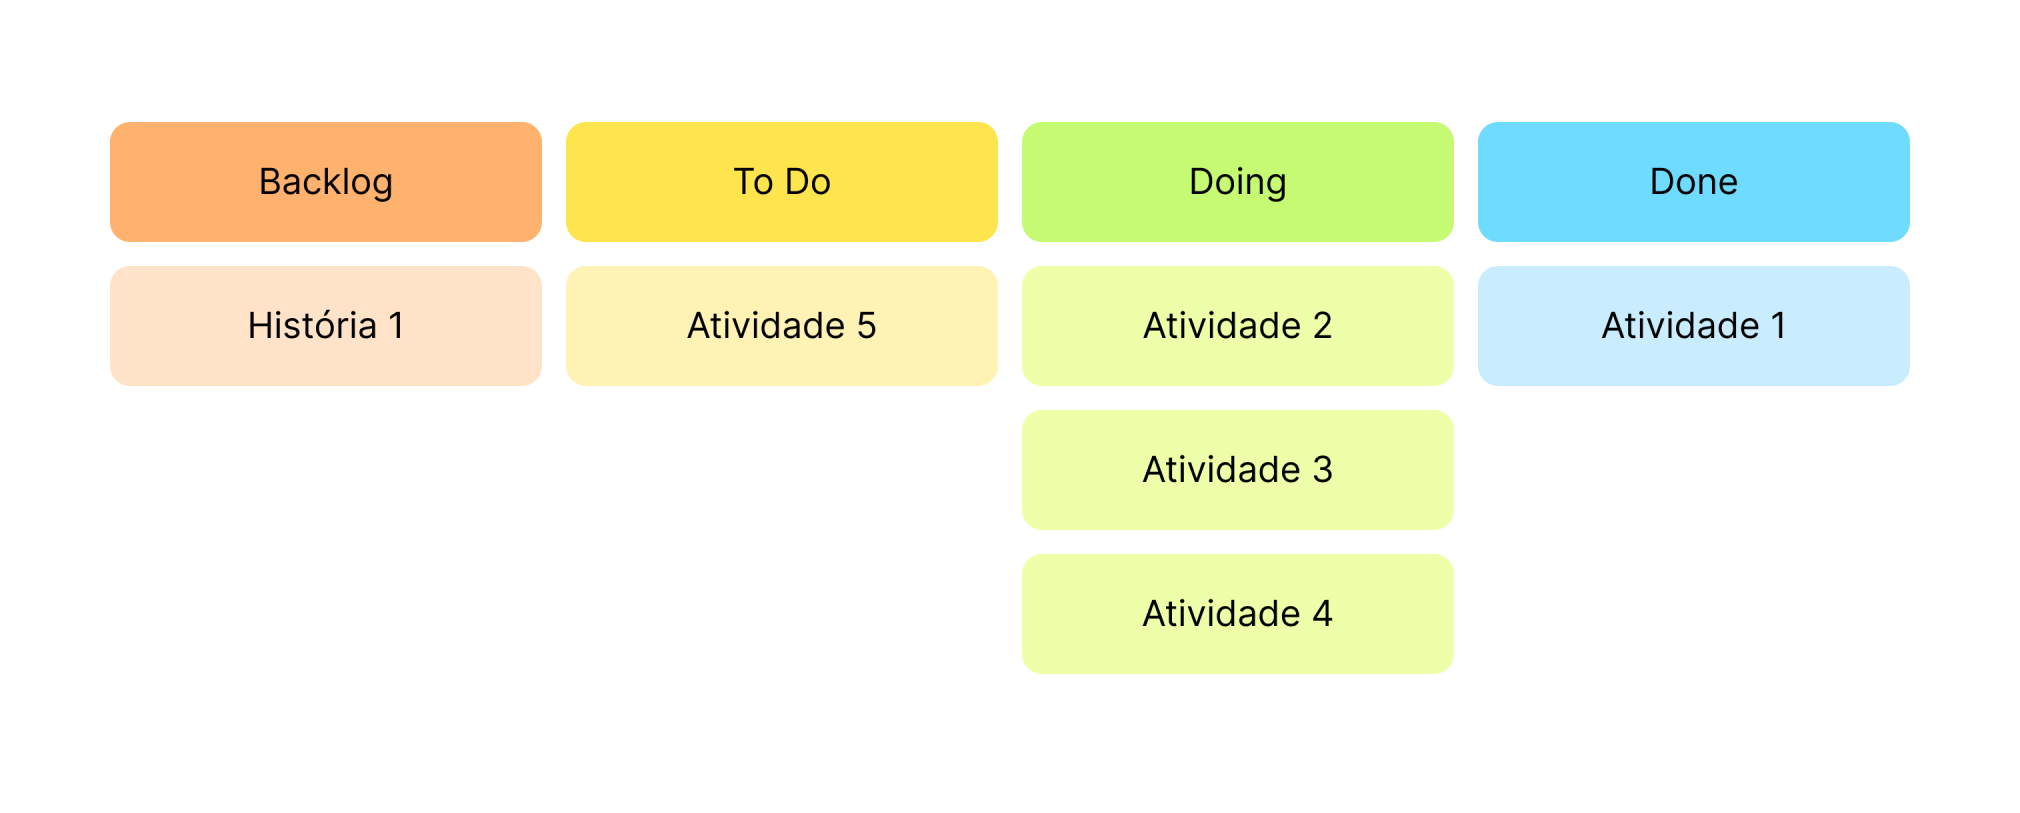 Backlog
To Do
Doing
Done
História 1
Atividade 5
Atividade 2
Atividade 1
Atividade 3
Atividade 4